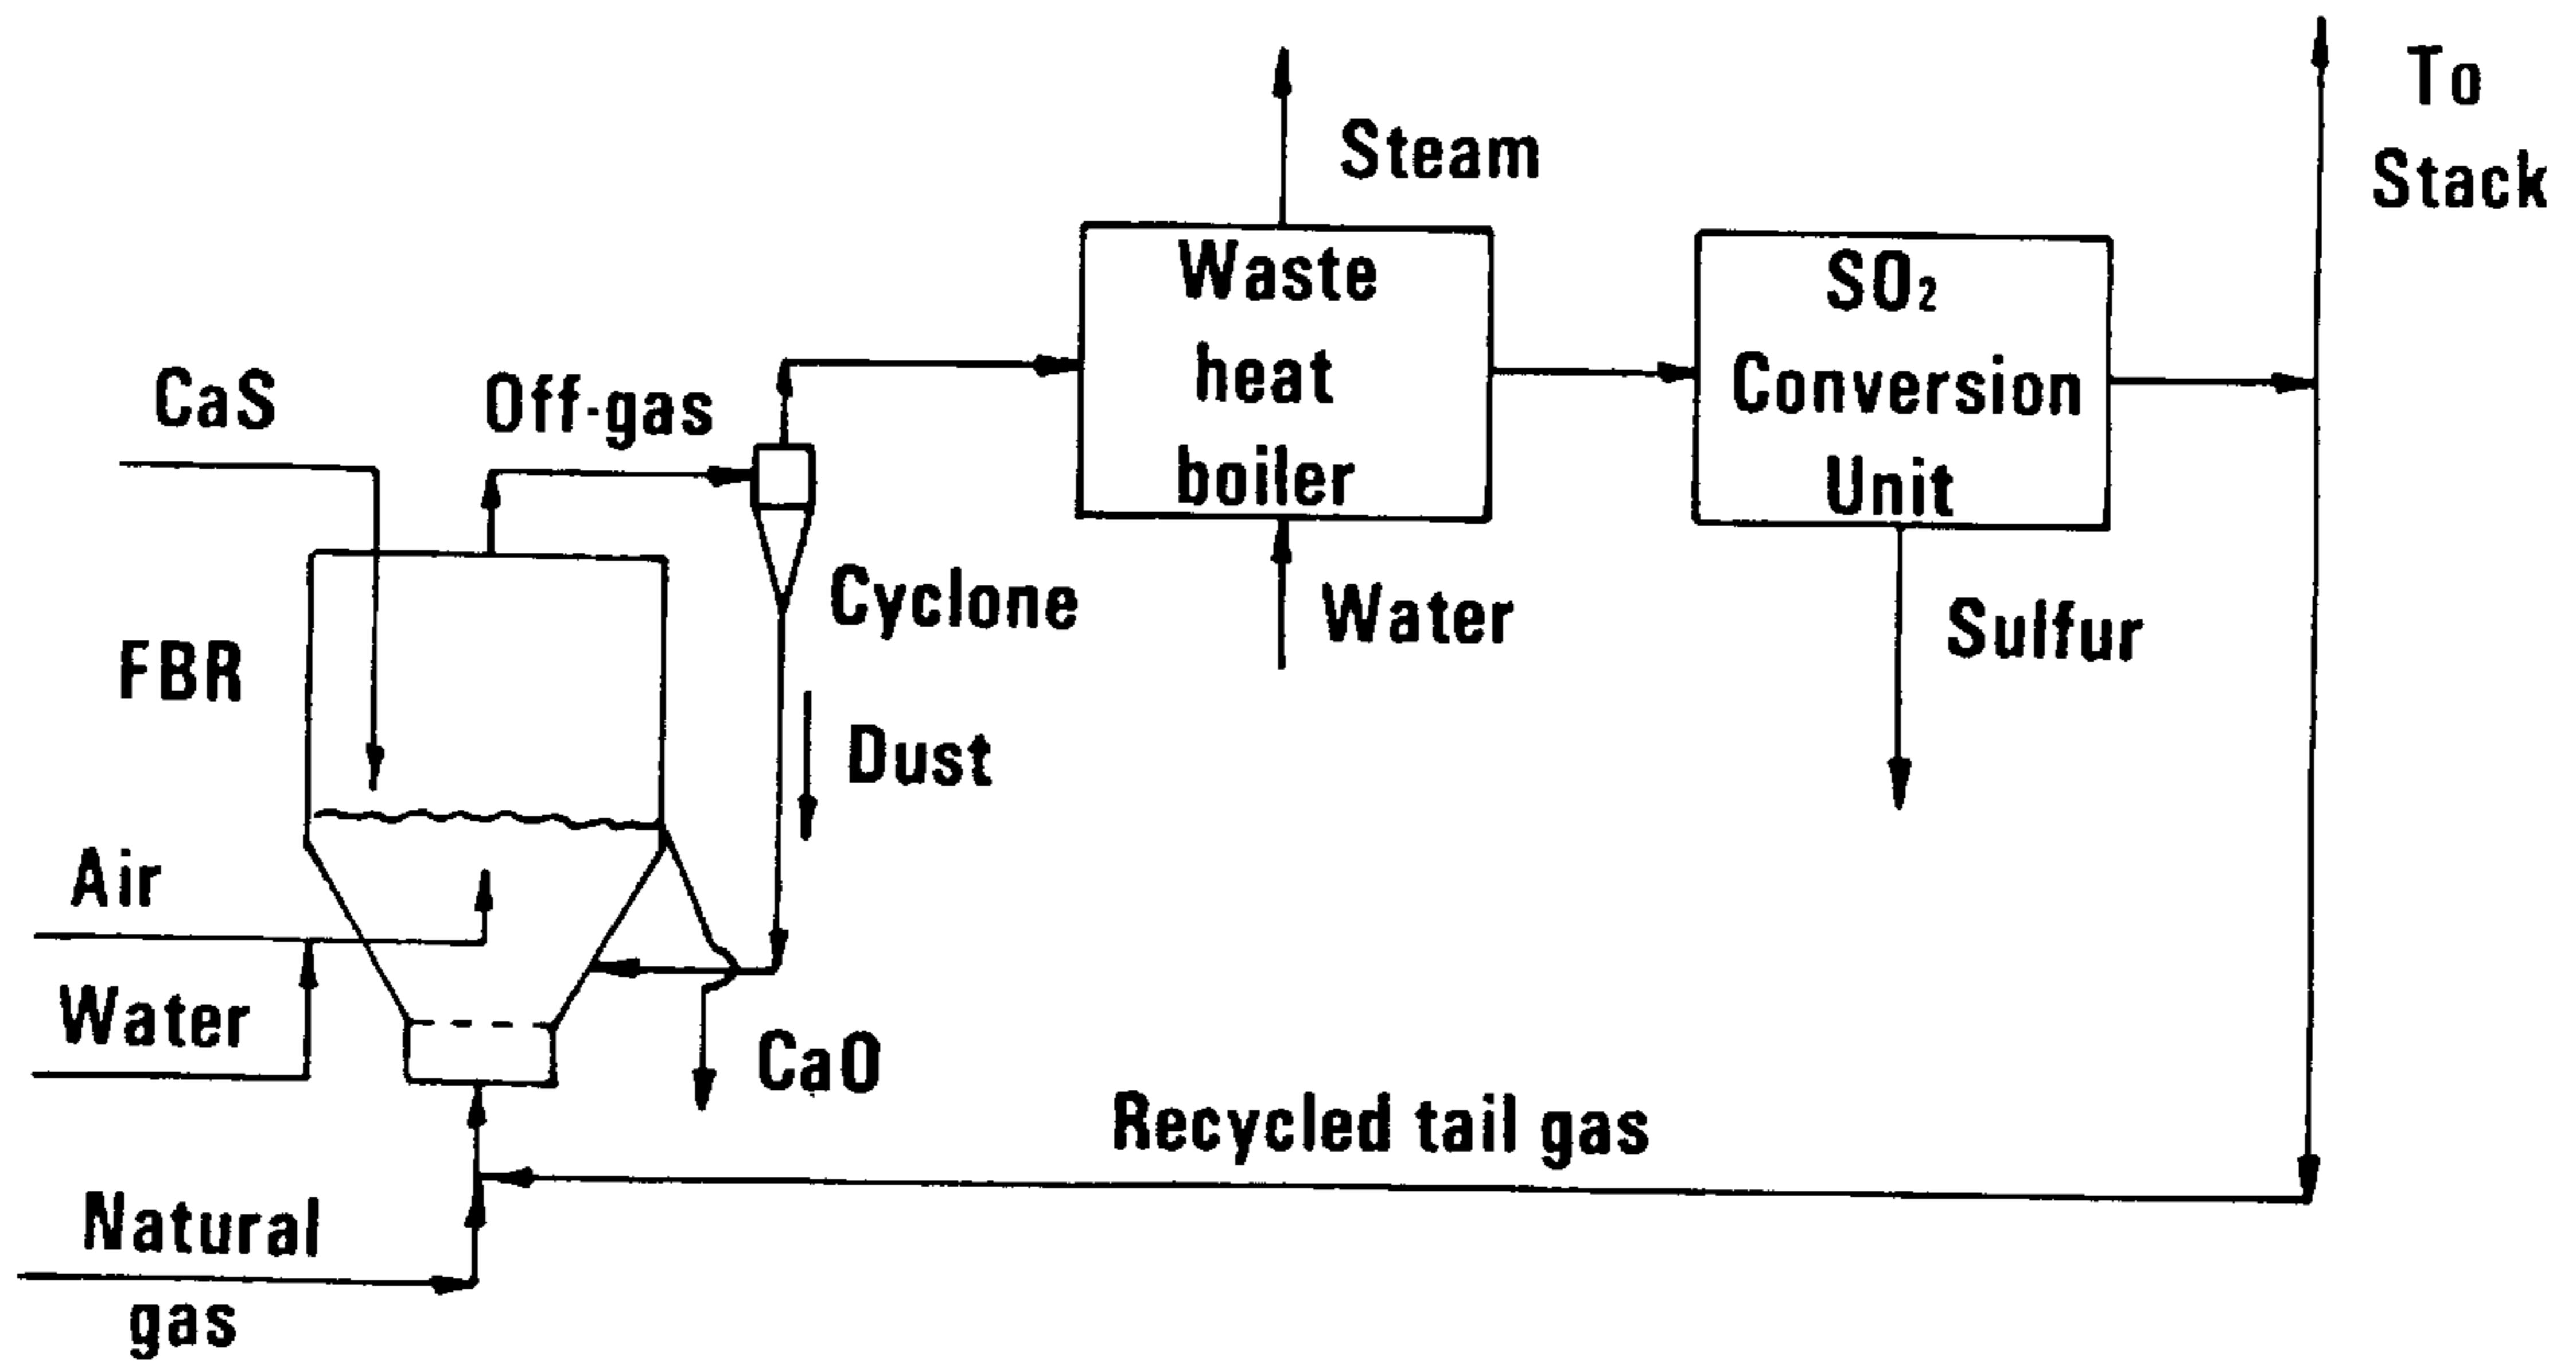 To
Stack
Steam
Waste
heat
boiler
SO₂
Conversion
Unit
CaS
Off-gas
Cyclone
Water
Sulfur
FBR
Dust
Air
Water
CaO
Recycled tail gas
Natural
gas